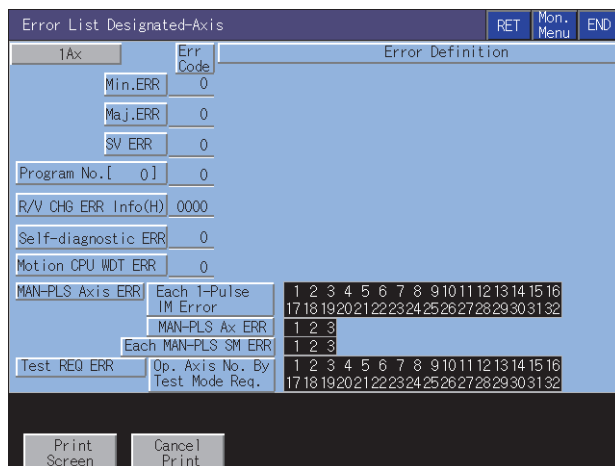 Error List Designated-Axis RET Mon. Menu END
1Ax Err Code Error Definition
Min.ERR 0
Maj.ERR 0
SV ERR 0
Program No.[ 0] 0
R/V CHG ERR Info(H) 0000
Self-diagnostic ERR 0
Motion CPU WDT ERR 0
MAN-PLS Axis ERR Each 1-Pulse IM Error 1 2 3 4 5 6 7 8 9 10 11 12 13 14 15 16
17 18 19 20 21 22 23 24 25 26 27 28 29 30 31 32
MAN-PLS Ax ERR 1 2 3
Each MAN-PLS SM ERR 1 2 3
Test REQ ERR Op. Axis No. By Test Mode Req. 1 2 3 4 5 6 7 8 9 10 11 12 13 14 15 16
17 18 19 20 21 22 23 24 25 26 27 28 29 30 31 32
Print Screen Cancel Print